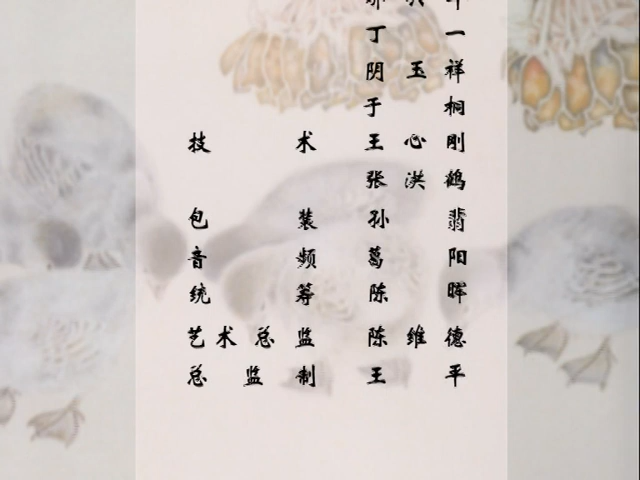 丁一
阴玉祥
于桐
技术 王心刚
张洪鹤
包装 孙翡
音频 葛阳
统筹 陈晖
艺术总监 陈维德
总监制 王平